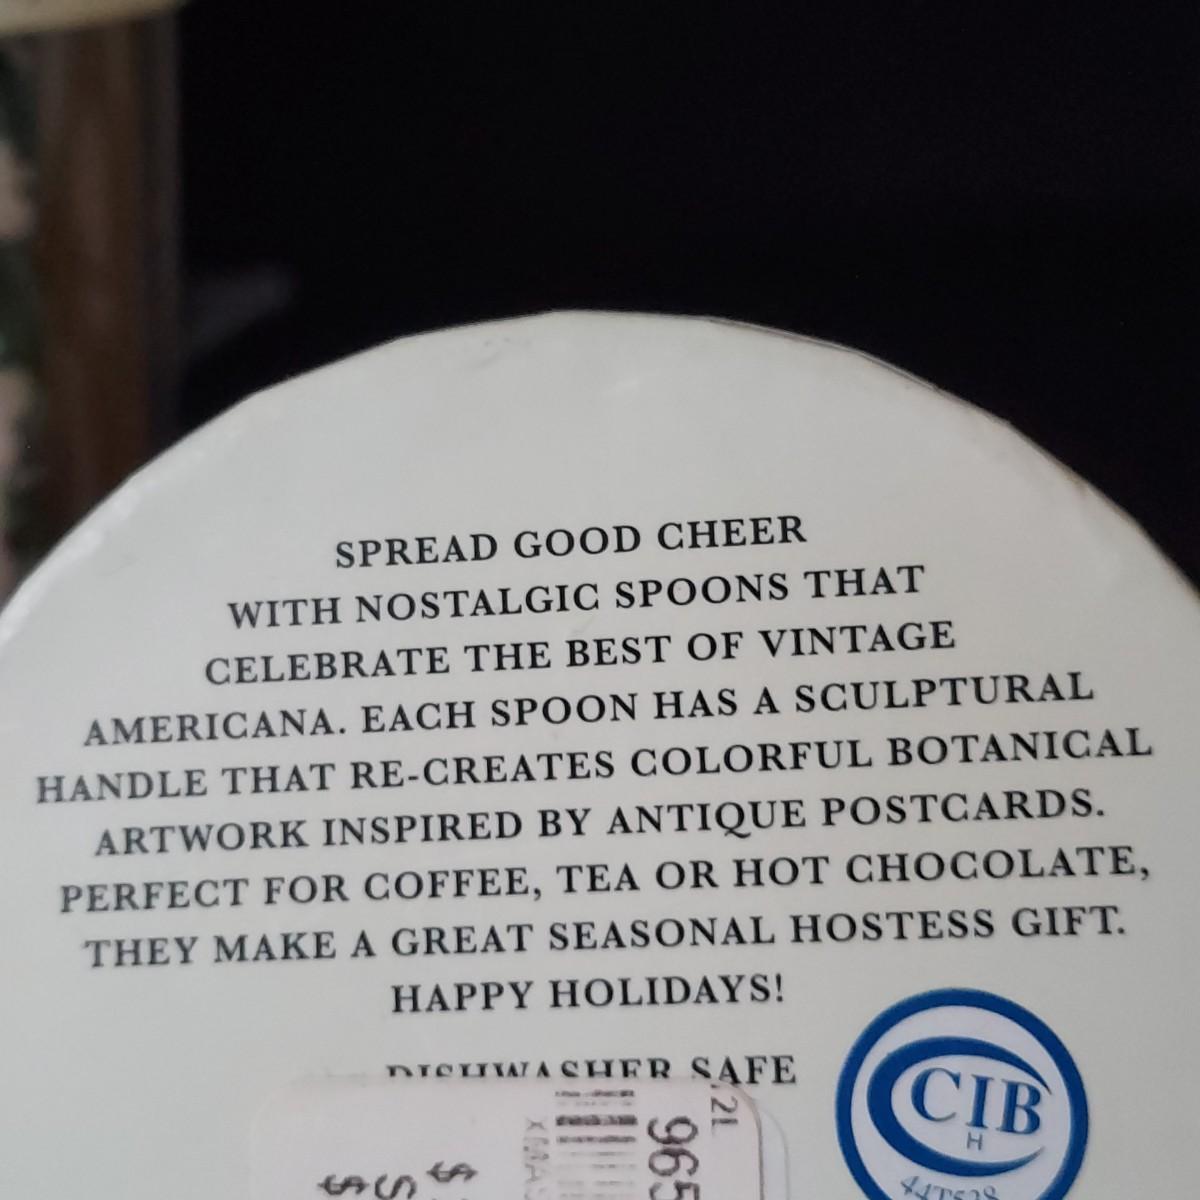 SPREAD GOOD CHEER
WITH NOSTALGIC SPOONS THAT
CELEBRATE THE BEST OF VINTAGE
AMERICANA. EACH SPOON HAS A SCULPTURAL
HANDLE THAT RE-CREATES COLORFUL BOTANICAL
ARTWORK INSPIRED BY ANTIQUE POSTCARDS.
PERFECT FOR COFFEE, TEA OR HOT CHOCOLATE,
THEY MAKE A GREAT SEASONAL HOSTESS GIFT.
HAPPY HOLIDAYS!
DISHWASHER SAFE
CIB
H